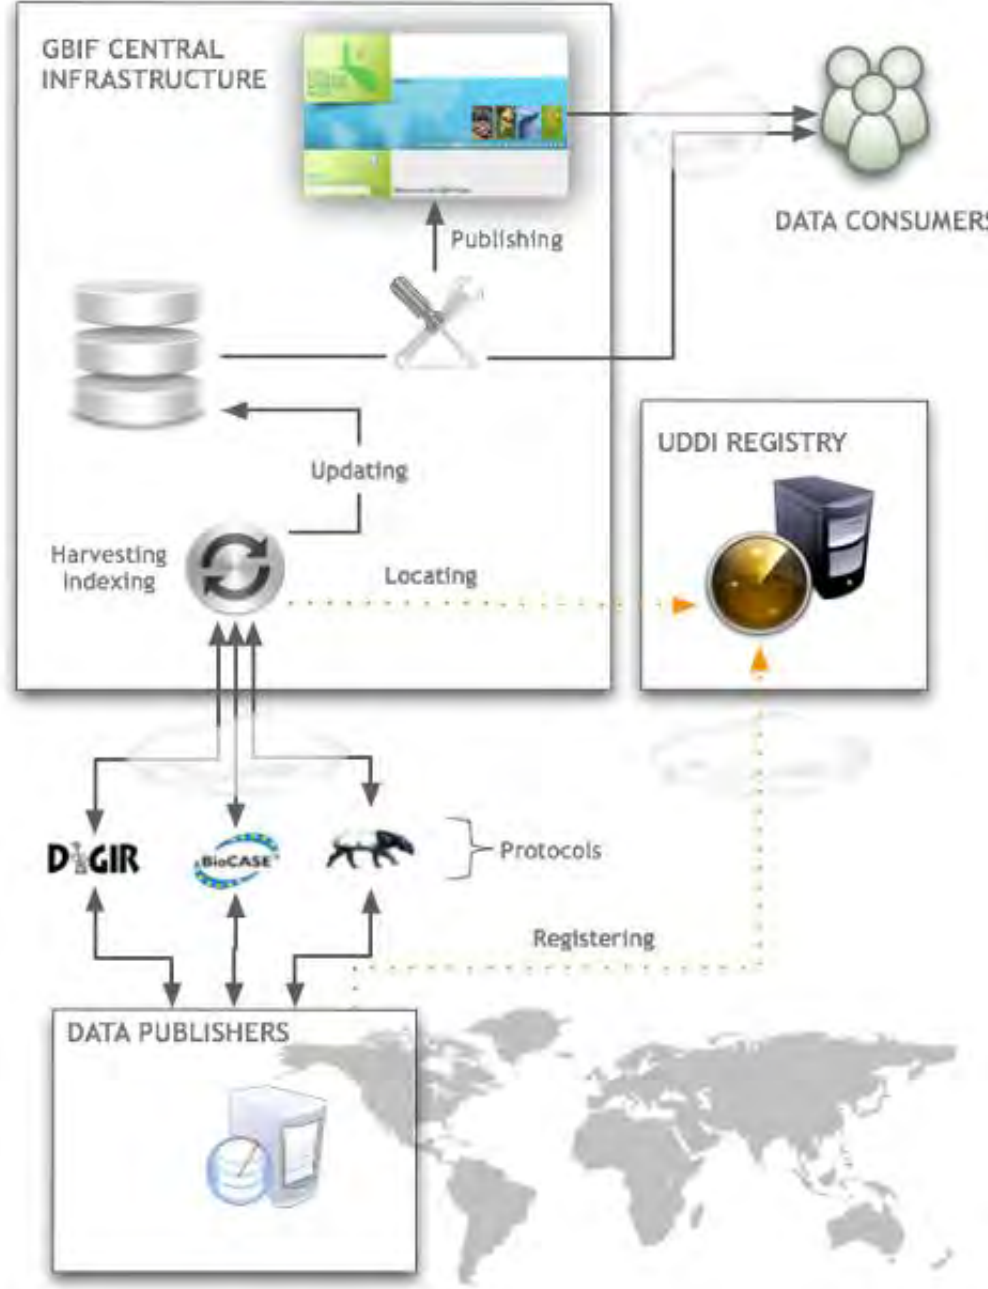 GBIF CENTRAL
INFRASTRUCTURE
Publishing
DATA CONSUMERS
UDDI REGISTRY
Updating
Harvesting
Indexing
Locating
DiGIR
BioCASE
Protocols
Registering
DATA PUBLISHERS